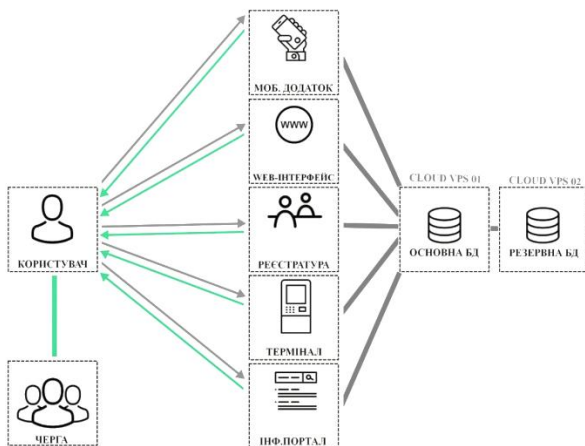 МОБ. ДОДАТОК
WWW
WEB-ІНТЕРФЕЙС
CLOUD VPS 01
CLOUD VPS 02
КОРИСТУВАЧ
РЕЄСТРАТУРА
ОСНОВНА БД
РЕЗЕРВНА БД
ТЕРМІНАЛ
ЧЕРГА
ІНФ.ПОРТАЛ